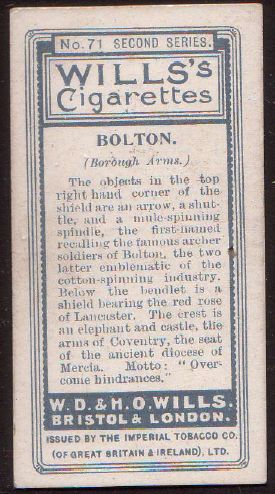 No. 71 SECOND SERIES.
WILLS's
Cigarettes
BOLTON.
(Borough Arms.)
The objects in the top
right hand corner of the
shield are an arrow, a shut-
tle, and a mule-spinning
spindle, the first-named
recalling the famous archer
soldiers of Bolton, the two
latter emblematic of the
cotton-spinning industry.
Below the bendlet is a
shield bearing the red rose
of Lancaster. The crest is
an elephant and castle, the
arms of Coventry, the seat
of the ancient diocese of
Mercia. Motto: "Over-
come hindrances."
W. D. & H. O. WILLS.
BRISTOL & LONDON.
ISSUED BY THE IMPERIAL TOBACCO CO.
(OF GREAT BRITAIN & IRELAND), LTD.